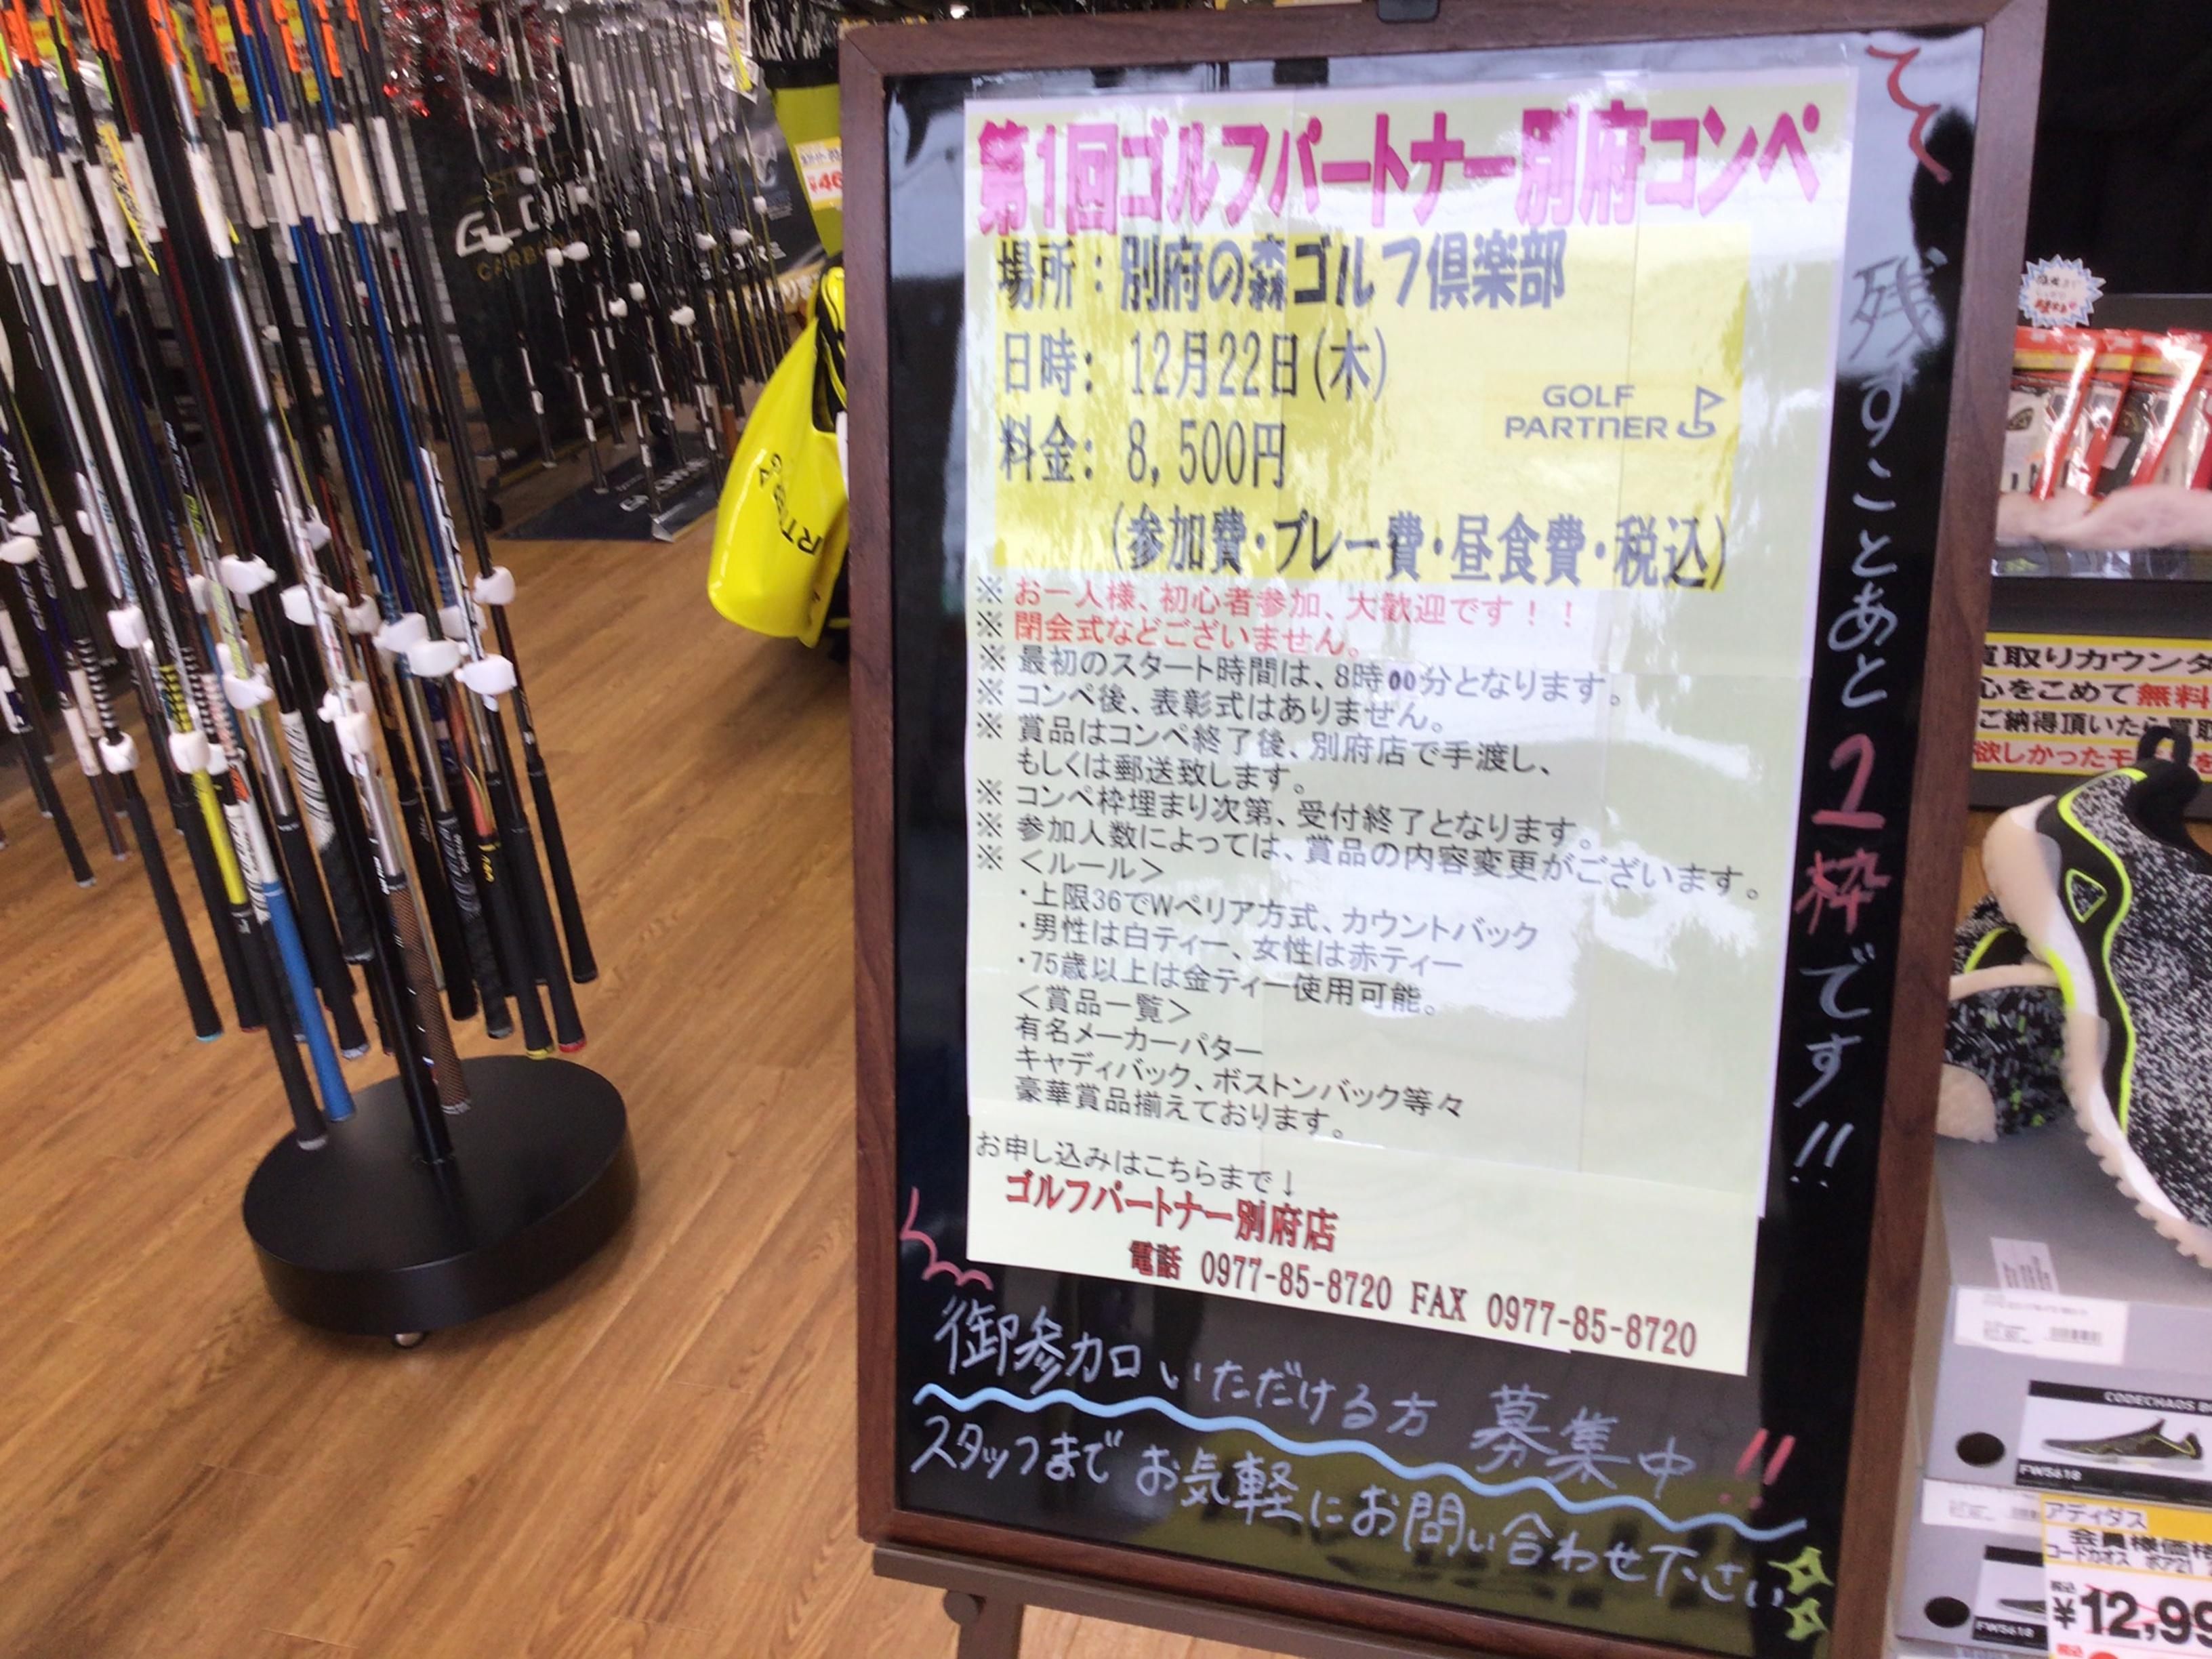 第1回ゴルフパートナー別府コンペ
場所：別府の森ゴルフ倶楽部
日時：12月22日(木)
料金：8,500円
(参加費・プレー費・昼食費・税込)
GOLF
PARTNER
※ お一人様、初心者参加、大歓迎です！！
※ 閉会式などございません。
※ 最初のスタート時間は、8時00分となります。
※ コンペ後、表彰式はありません。
※ 賞品はコンペ終了後、別府店で手渡し、
もしくは郵送致します。
※ コンペ枠埋まり次第、受付終了となります。
※ 参加人数によっては、賞品の内容変更がございます。
※ ＜ルール＞
・上限36でWペリア方式、カウントバック
・男性は白ティー、女性は赤ティー
・75歳以上は金ティー使用可能。
＜賞品一覧＞
有名メーカーパター
キャディバック、ボストンバック等々
豪華賞品揃えております。
お申し込みはこちらまで↓
ゴルフパートナー別府店
電話 0977-85-8720 FAX 0977-85-8720
残すことあと1枠です!!
御参加いただける方 募集中!!
スタッフまでお気軽にお問い合わせ下さい
買取りカウンタ
心をこめて無料
ご納得頂いたら買取
欲しかったモ
CODECHAOS
FW5618
FW5618
アディダス
会員様価格
コードカオス
税込
¥12,99